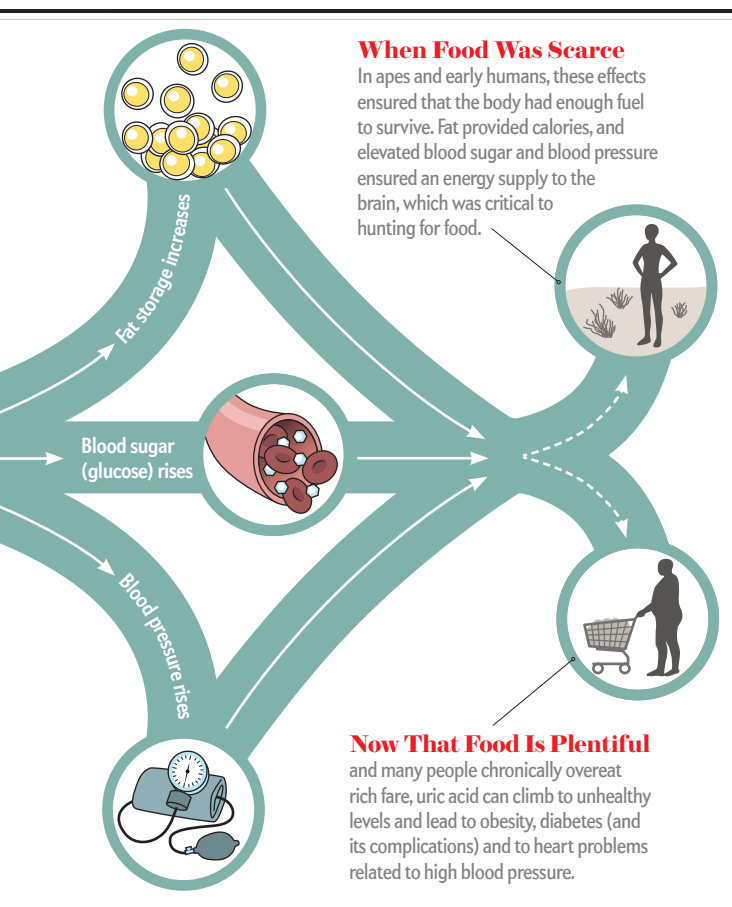 When Food Was Scarce
In apes and early humans, these effects
ensured that the body had enough fuel
to survive. Fat provided calories, and
elevated blood sugar and blood pressure
ensured an energy supply to the
brain, which was critical to
hunting for food.
Fat storage increases
Blood sugar
(glucose) rises
Blood pressure rises
Now That Food Is Plentiful
and many people chronically overeat
rich fare, uric acid can climb to unhealthy
levels and lead to obesity, diabetes (and
its complications) and to heart problems
related to high blood pressure.